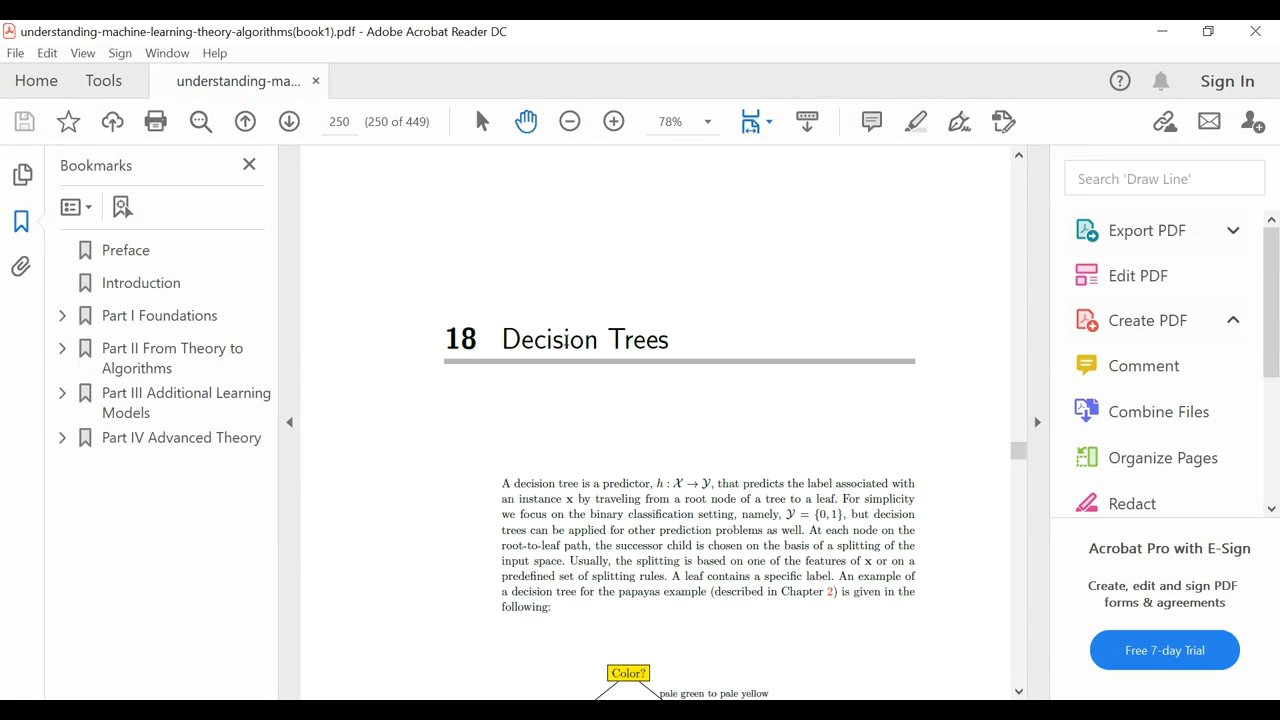 understanding-machine-learning-theory-algorithms(book1).pdf - Adobe Acrobat Reader DC
File Edit View Sign Window Help
Home Tools understanding-ma... × Sign In
250 (250 of 449) 78%
Bookmarks
Preface
Introduction
Part I Foundations
Part II From Theory to
Algorithms
Part III Additional Learning
Models
Part IV Advanced Theory
18 Decision Trees
A decision tree is a predictor, h : X → Y, that predicts the label associated with
an instance x by traveling from a root node of a tree to a leaf. For simplicity
we focus on the binary classification setting, namely, Y = {0, 1}, but decision
trees can be applied for other prediction problems as well. At each node on the
root-to-leaf path, the successor child is chosen on the basis of a splitting of the
input space. Usually, the splitting is based on one of the features of x or on a
predefined set of splitting rules. A leaf contains a specific label. An example of
a decision tree for the papayas example (described in Chapter 2) is given in the
following:
Color?
pale green to pale yellow
Search 'Draw Line'
Export PDF
Edit PDF
Create PDF
Comment
Combine Files
Organize Pages
Redact
Acrobat Pro with E-Sign
Create, edit and sign PDF
forms & agreements
Free 7-day Trial